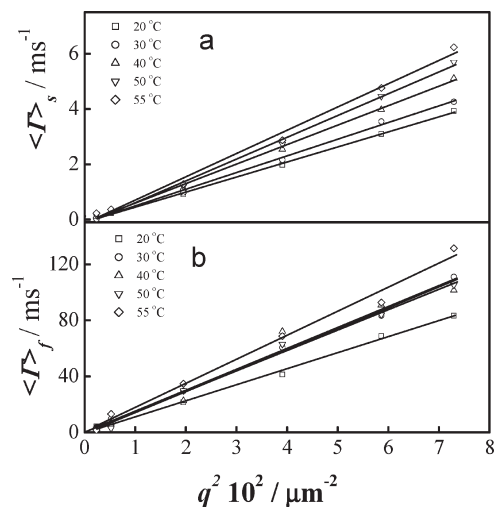 a
20 °C
30 °C
40 °C
50 °C
55 °C
6
4
2
0
<Γ>s / ms-1
b
20 °C
30 °C
40 °C
50 °C
55 °C
120
80
40
0
<Γ>f / ms-1
0 1 2 3 4 5 6 7 8
q2 102 / μm-2